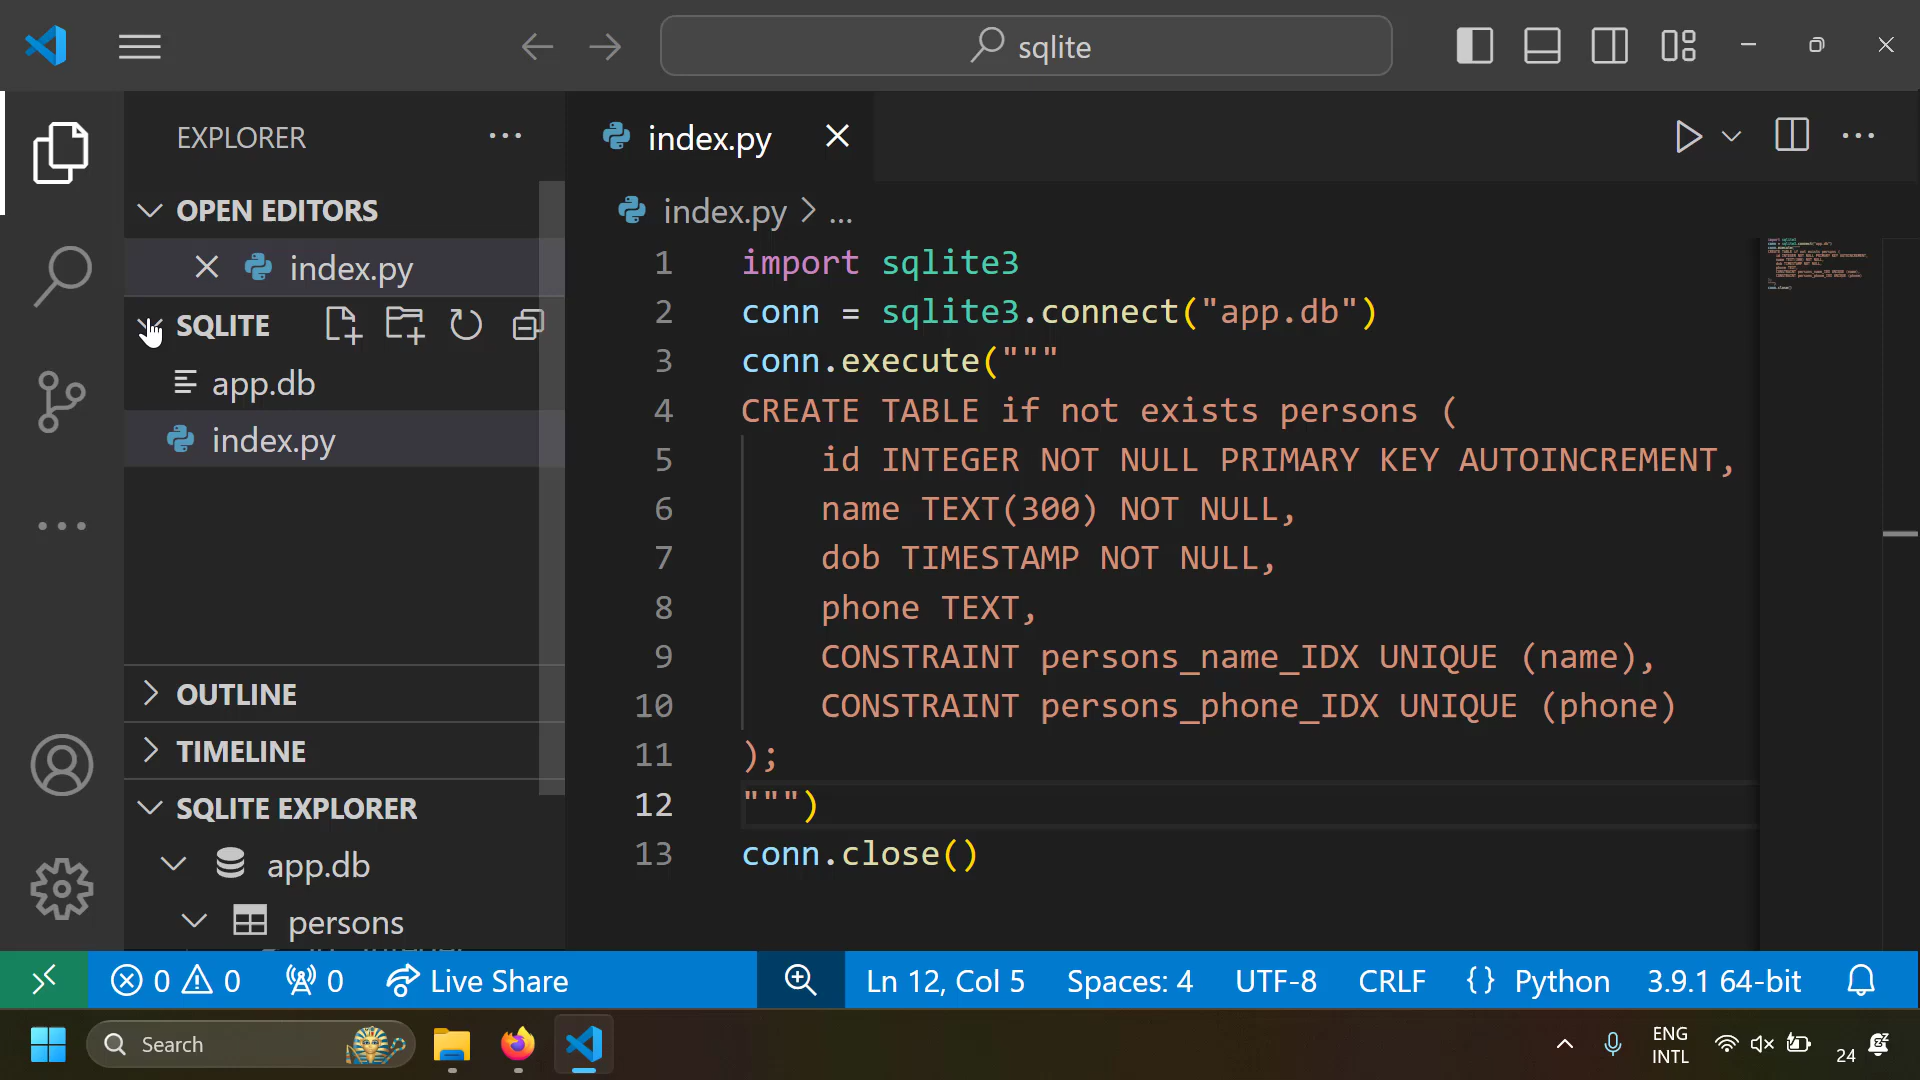 sqlite
EXPLORER
OPEN EDITORS
index.py
SQLITE
app.db
index.py
OUTLINE
TIMELINE
SQLITE EXPLORER
app.db
persons
index.py
index.py > ...
1 import sqlite3
2 conn = sqlite3.connect("app.db")
3 conn.execute("""
4 CREATE TABLE if not exists persons (
5 id INTEGER NOT NULL PRIMARY KEY AUTOINCREMENT,
6 name TEXT(300) NOT NULL,
7 dob TIMESTAMP NOT NULL,
8 phone TEXT,
9 CONSTRAINT persons_name_IDX UNIQUE (name),
10 CONSTRAINT persons_phone_IDX UNIQUE (phone)
11 );
12 """)
13 conn.close()
0 0 0 Live Share Ln 12, Col 5 Spaces: 4 UTF-8 CRLF {} Python 3.9.1 64-bit
Search
ENG
INTL
24